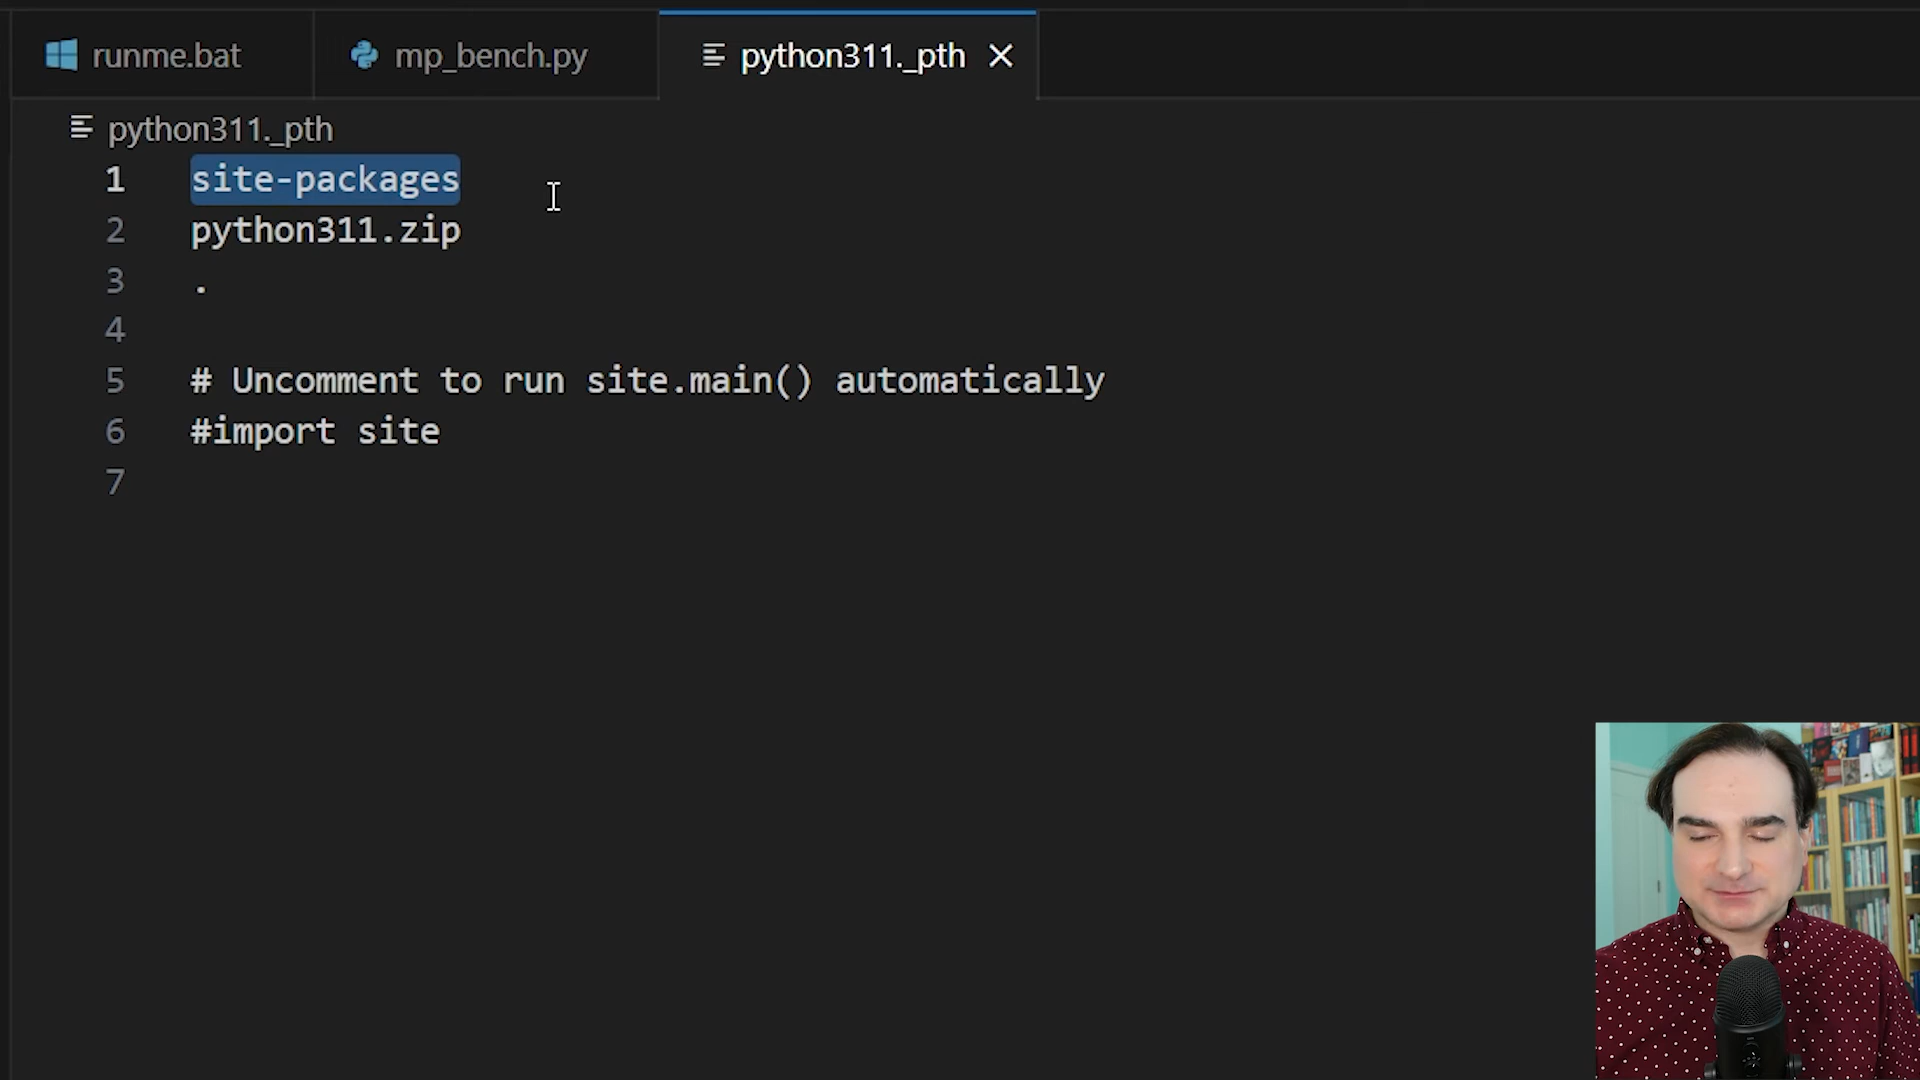 runme.bat mp_bench.py python311._pth
python311._pth
1 site-packages
2 python311.zip
3 .
4
5 # Uncomment to run site.main() automatically
6 #import site
7